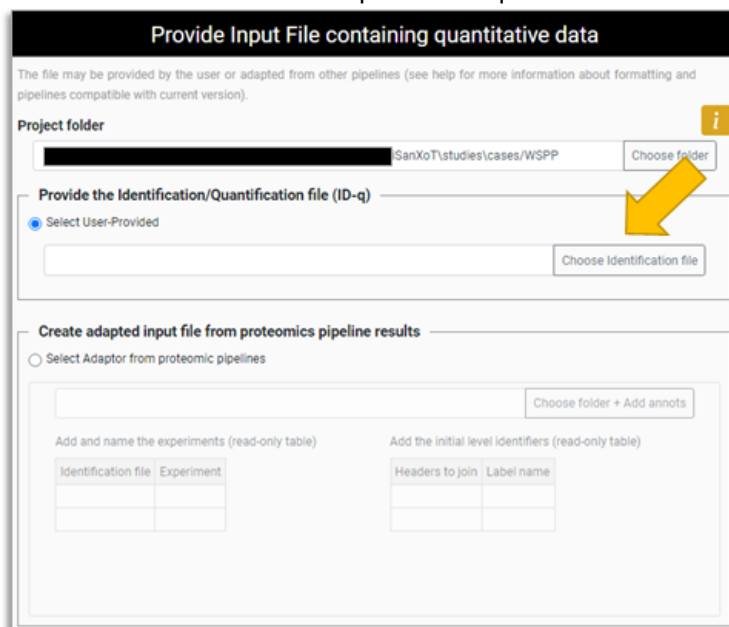 Provide Input File containing quantitative data
The file may be provided by the user or adapted from other pipelines (see help for more information about formatting and
pipelines compatible with current version).
i
Project folder
iSanXoT\studies\cases/WSPP
Choose folder
Provide the Identification/Quantification file (ID-q)
Select User-Provided
Choose Identification file
Create adapted input file from proteomics pipeline results
Select Adaptor from proteomic pipelines
Choose folder + Add annots
Add and name the experiments (read-only table) Add the initial level identifiers (read-only table)
Identification file Experiment Headers to join Label name